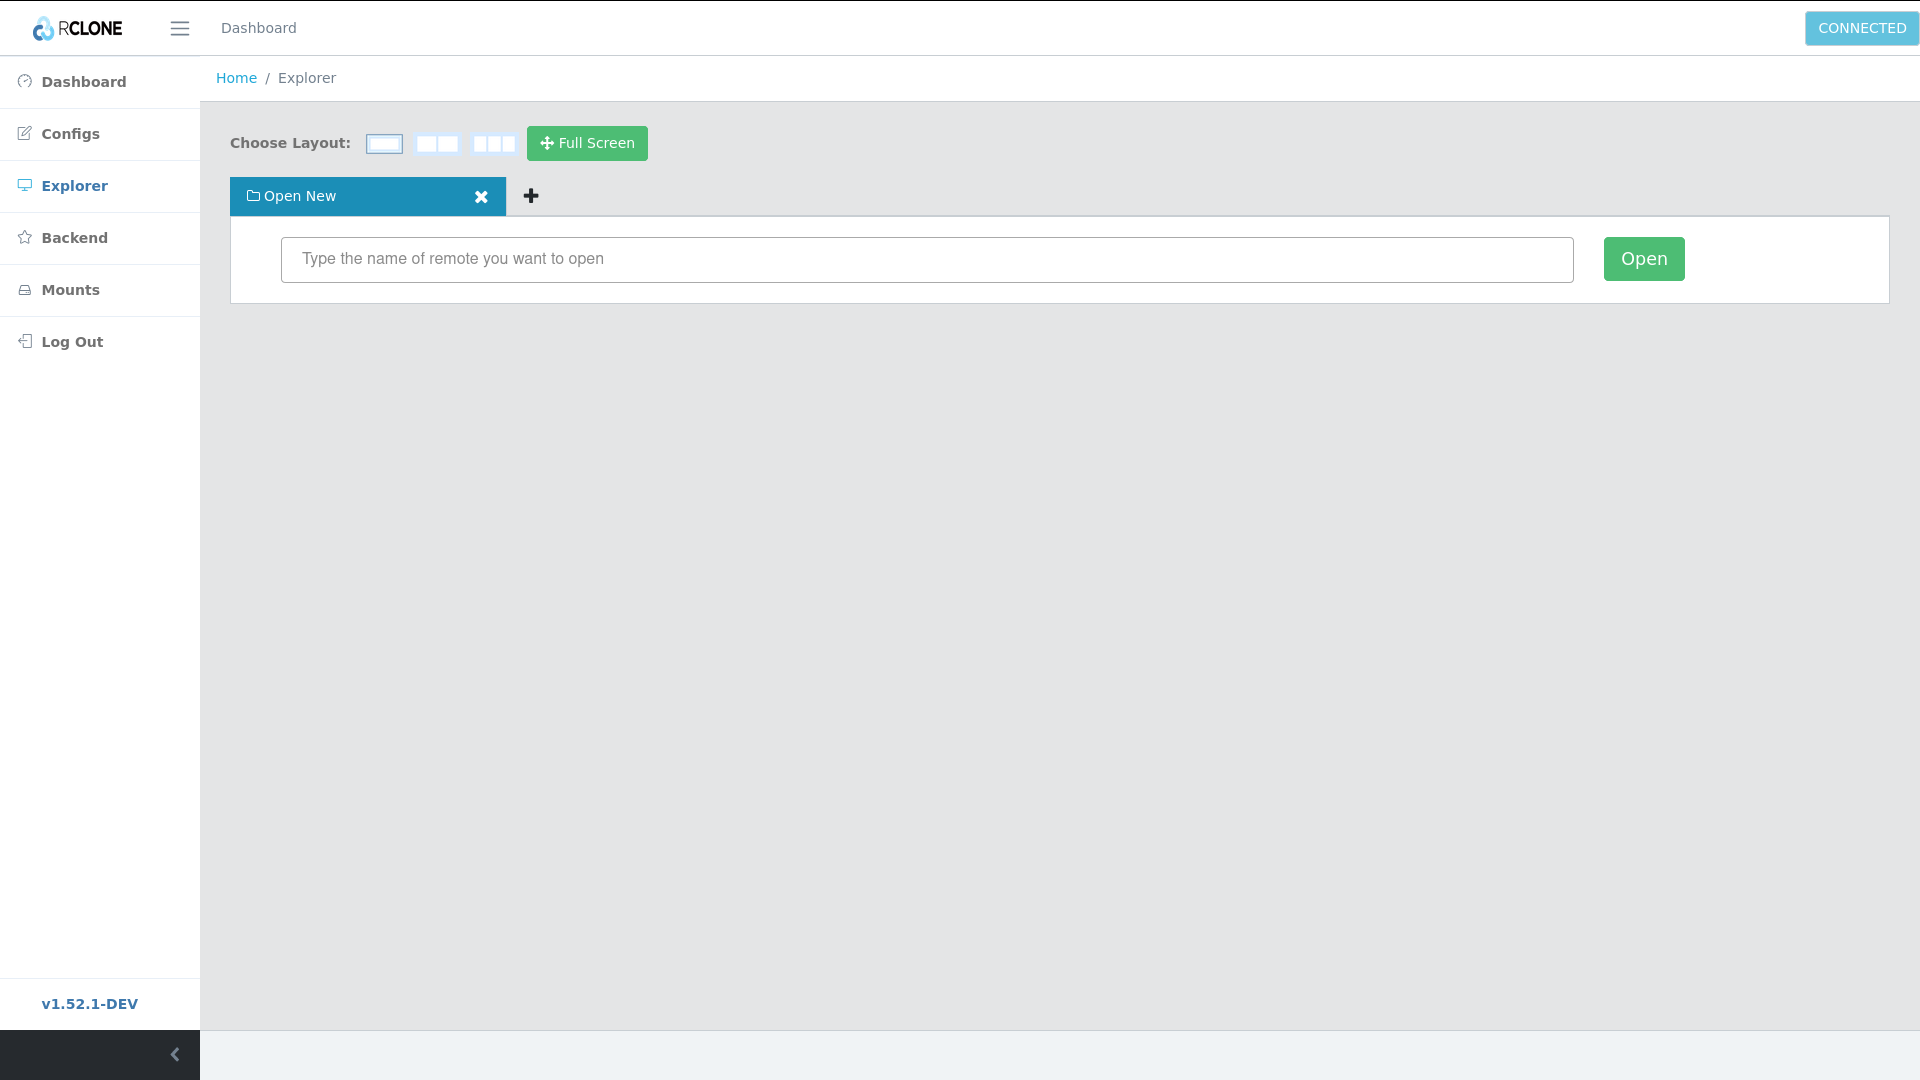 RCLONE
Dashboard
CONNECTED
Home / Explorer
Dashboard
Configs
Explorer
Backend
Mounts
Log Out
Choose Layout:
Full Screen
Open New
Type the name of remote you want to open
Open
v1.52.1-DEV